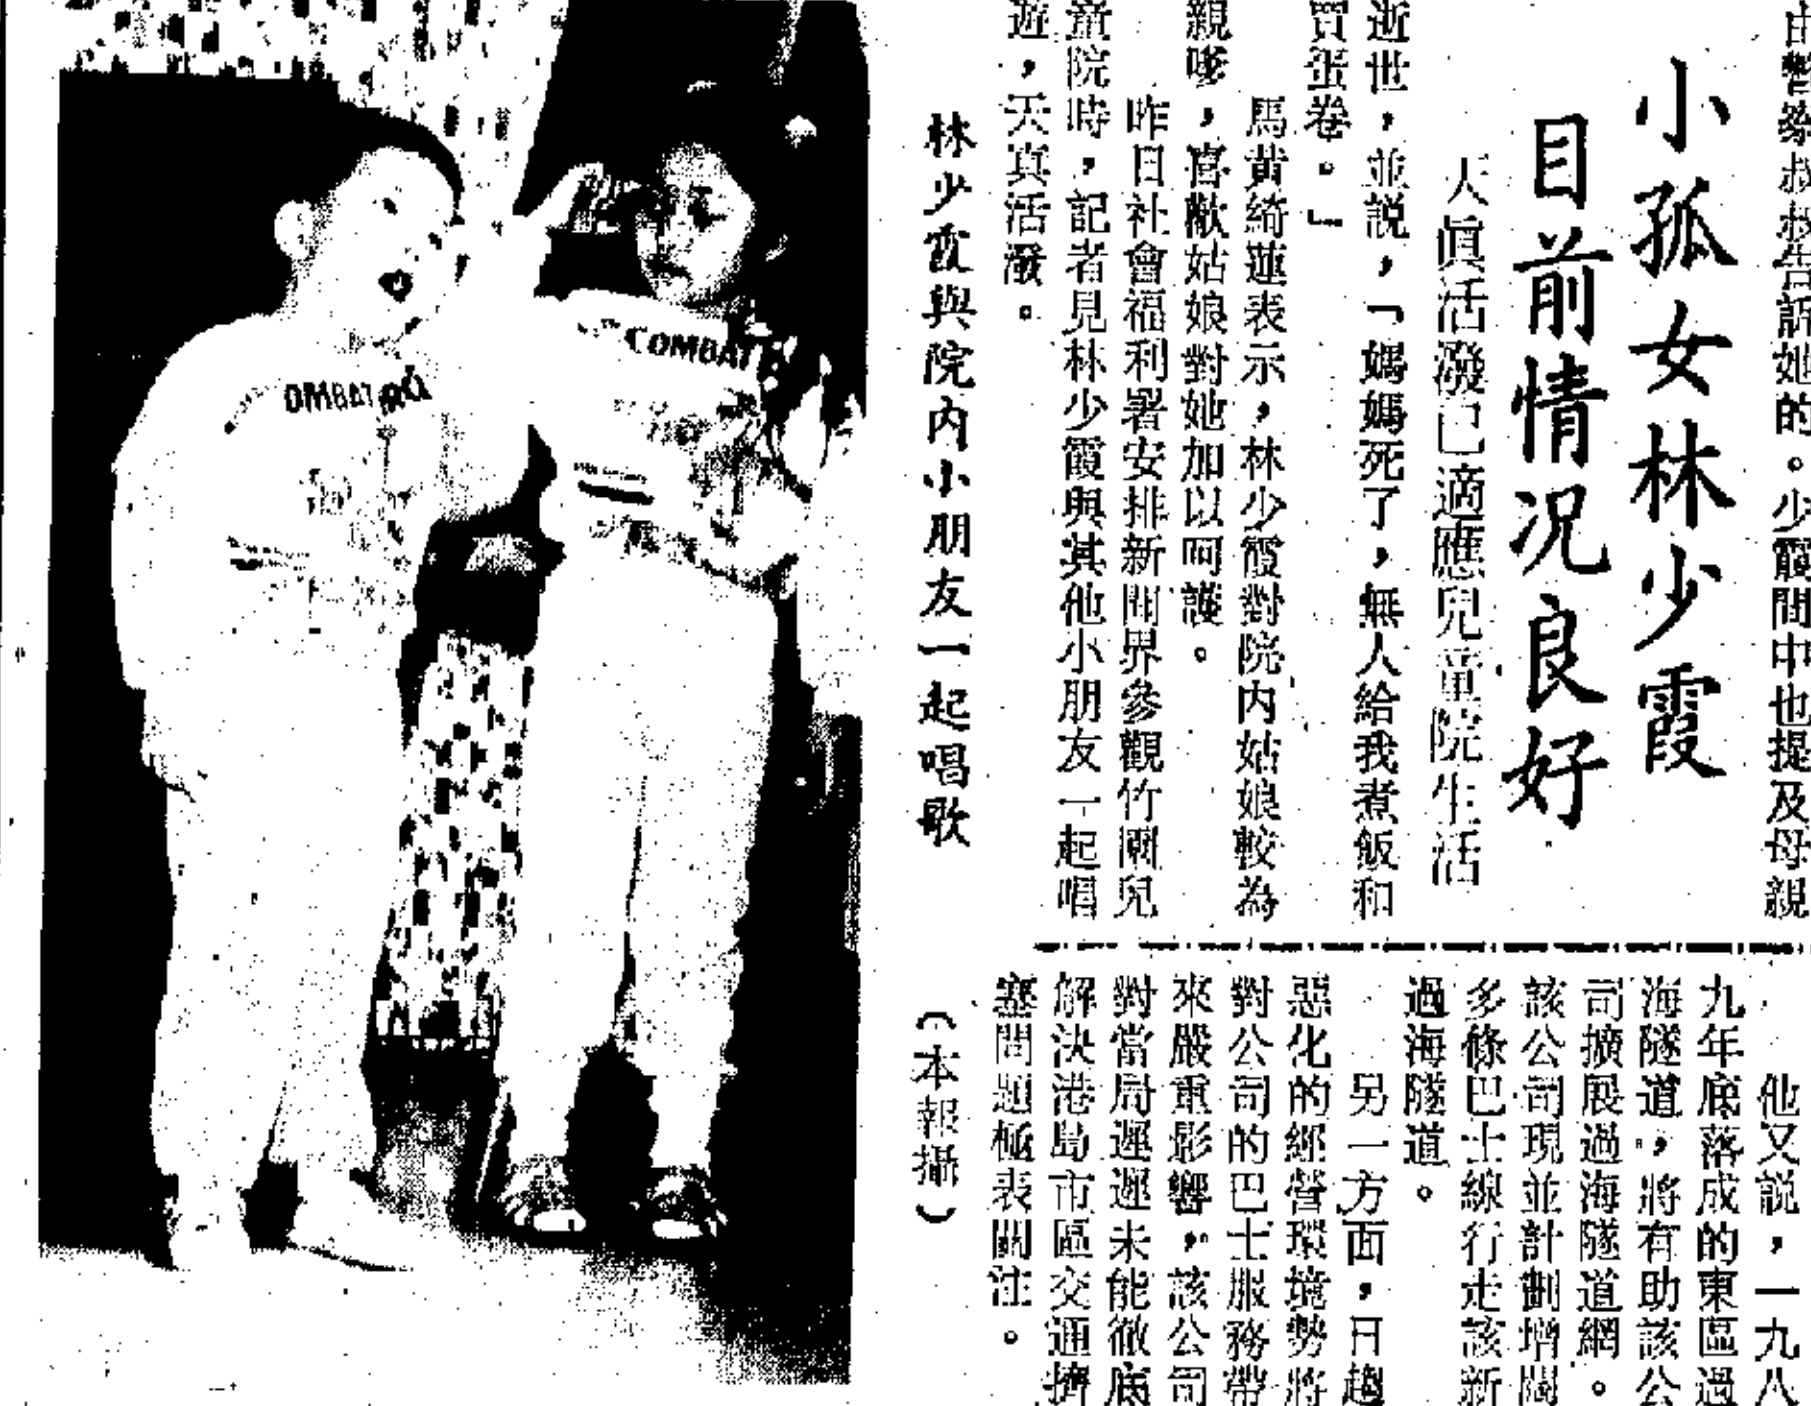 小孤女林少霞
目前情況良好
天眞活潑已適應兒童院生活
叔叔告訴她的。少霞間中也提及母親
逝世,並説,「媽媽死了,無人給我煮飯和
買蛋卷。」
馬黃綺蓮表示,林少霞對院内姑娘較為
親嗲,喜歡姑娘對她加以呵護。
昨日社會福利署安排新聞界參觀竹園兒
童院時,記者見林少霞與其他小朋友一起唱
遊,天真活潑。
林少霞與院内小朋友一起唱歌
(本報攝)
COMBAT
OMBAT
他又説,一九八
九年底落成的東區過
海隧道,將有助該公
司擴展過海隧道網。
該公司現並計劃增闢
多條巴士線行走該新
過海隧道。
另一方面,日趨
惡化的經營環境勢將
對公司的巴士服務帶
來嚴重影響,該公司
對當局遲遲未能徹底
解決港島市區交通擠
塞問題極表關注。